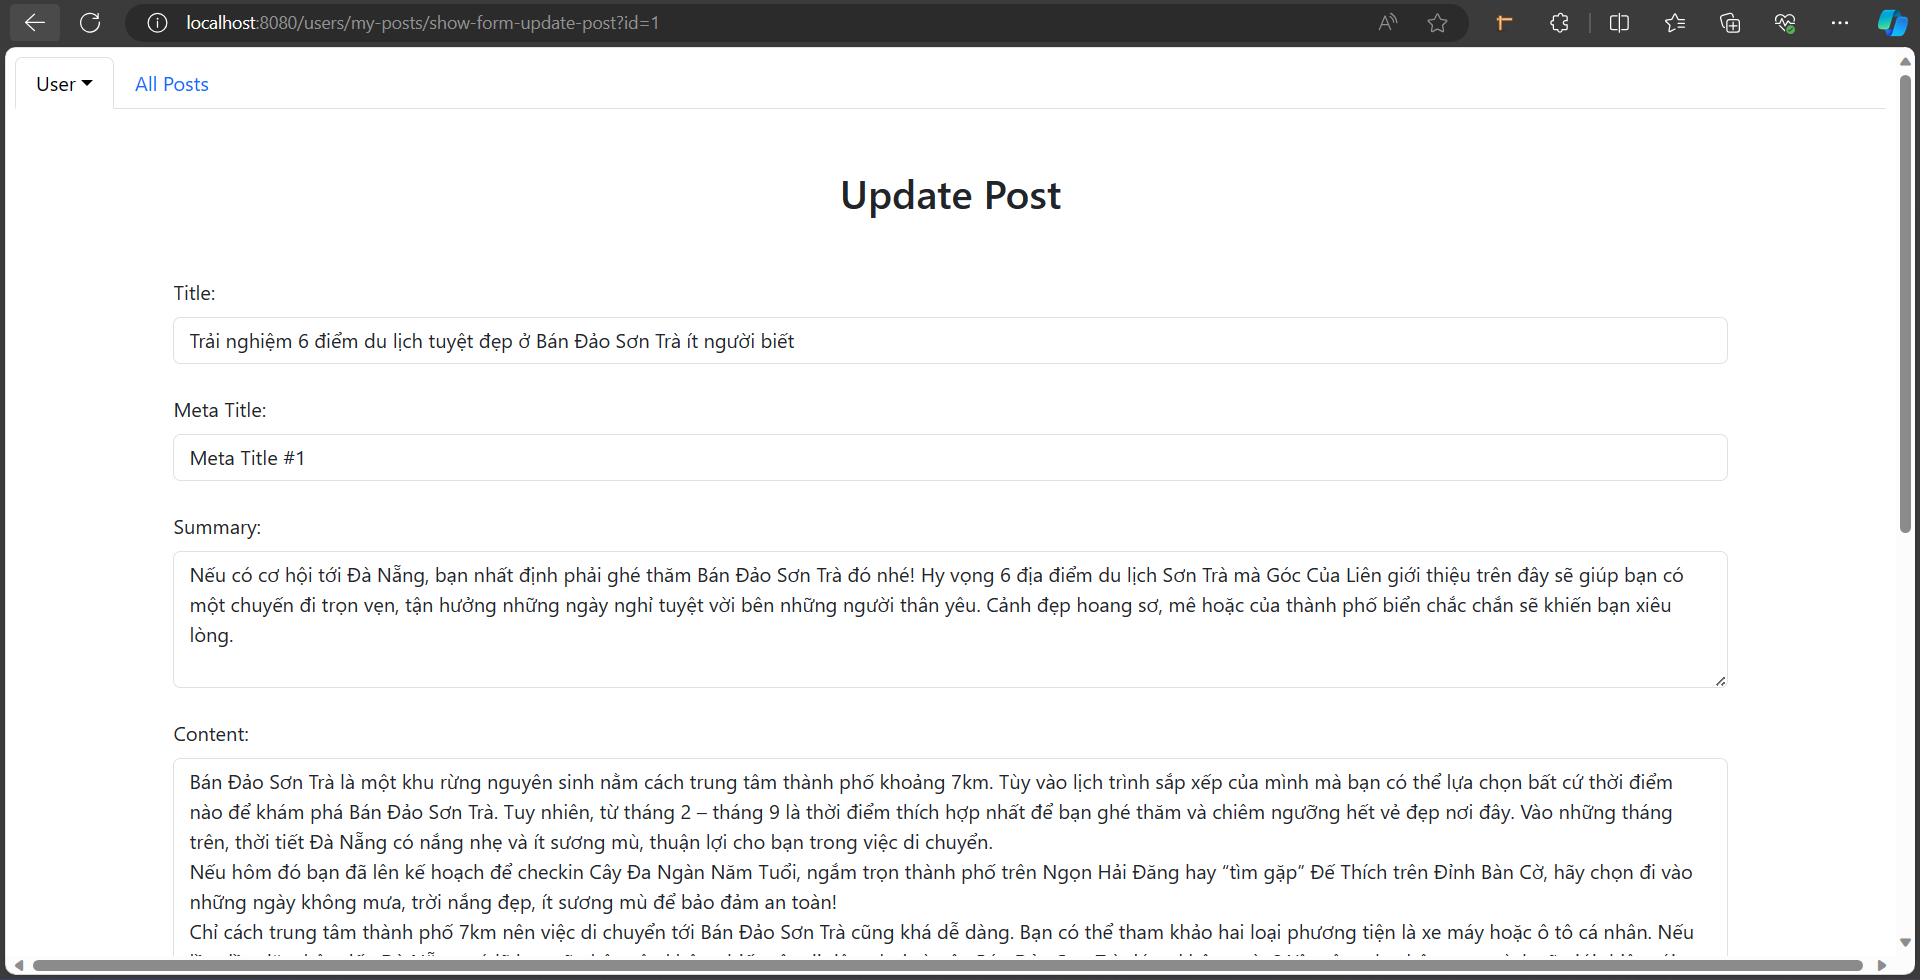 localhost:8080/users/my-posts/show-form-update-post?id=1
User
All Posts
Update Post
Title:
Trải nghiệm 6 điểm du lịch tuyệt đẹp ở Bán Đảo Sơn Trà ít người biết
Meta Title:
Meta Title #1
Summary:
Nếu có cơ hội tới Đà Nẵng, bạn nhất định phải ghé thăm Bán Đảo Sơn Trà đó nhé! Hy vọng 6 địa điểm du lịch Sơn Trà mà Góc Của Liên giới thiệu trên đây sẽ giúp bạn có
một chuyến đi trọn vẹn, tận hưởng những ngày nghỉ tuyệt vời bên những người thân yêu. Cảnh đẹp hoang sơ, mê hoặc của thành phố biển chắc chắn sẽ khiến bạn xiêu
lòng.
Content:
Bán Đảo Sơn Trà là một khu rừng nguyên sinh nằm cách trung tâm thành phố khoảng 7km. Tùy vào lịch trình sắp xếp của mình mà bạn có thể lựa chọn bất cứ thời điểm
nào để khám phá Bán Đảo Sơn Trà. Tuy nhiên, từ tháng 2 – tháng 9 là thời điểm thích hợp nhất để bạn ghé thăm và chiêm ngưỡng hết vẻ đẹp nơi đây. Vào những tháng
trên, thời tiết Đà Nẵng có nắng nhẹ và ít sương mù, thuận lợi cho bạn trong việc di chuyển.
Nếu hôm đó bạn đã lên kế hoạch để checkin Cây Đa Ngàn Năm Tuổi, ngắm trọn thành phố trên Ngọn Hải Đăng hay “tìm gặp” Đế Thích trên Đỉnh Bàn Cờ, hãy chọn đi vào
những ngày không mưa, trời nắng đẹp, ít sương mù để bảo đảm an toàn!
Chỉ cách trung tâm thành phố 7km nên việc di chuyển tới Bán Đảo Sơn Trà cũng khá dễ dàng. Bạn có thể tham khảo hai loại phương tiện là xe máy hoặc ô tô cá nhân. Nếu